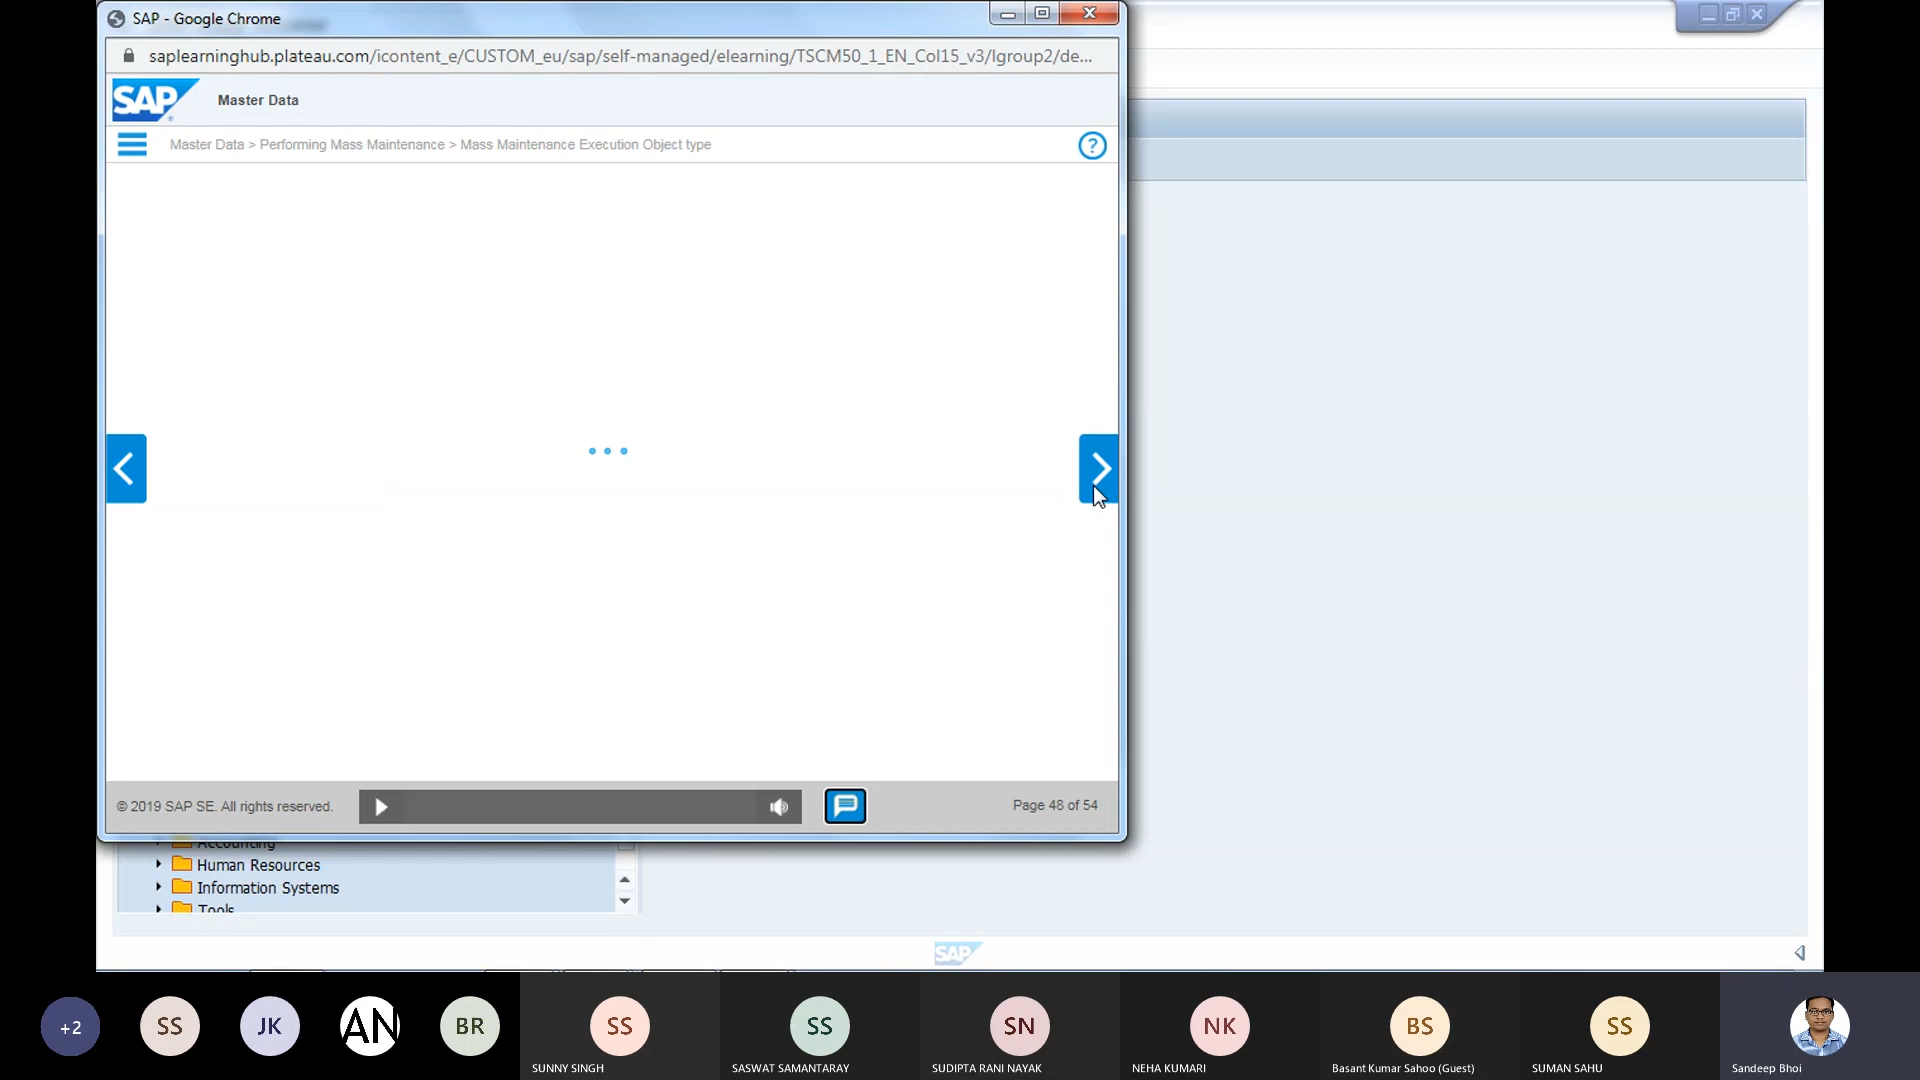 SAP - Google Chrome
saplearninghub.plateau.com/icontent_e/CUSTOM_eu/sap/self-managed/elearning/TSCM50_1_EN_Col15_v3/lgroup2/de...
SAP
Master Data
Master Data > Performing Mass Maintenance > Mass Maintenance Execution Object type
?
© 2019 SAP SE. All rights reserved.
Page 48 of 54
Accounting
Human Resources
Information Systems
Tools
SAP
+2
SS
JK
AN
BR
SS
SS
SN
NK
BS
SS
SUNNY SINGH
SASWAT SAMANTARAY
SUDIPTA RANI NAYAK
NEHA KUMARI
Basant Kumar Sahoo (Guest)
SUMAN SAHU
Sandeep Bhoi